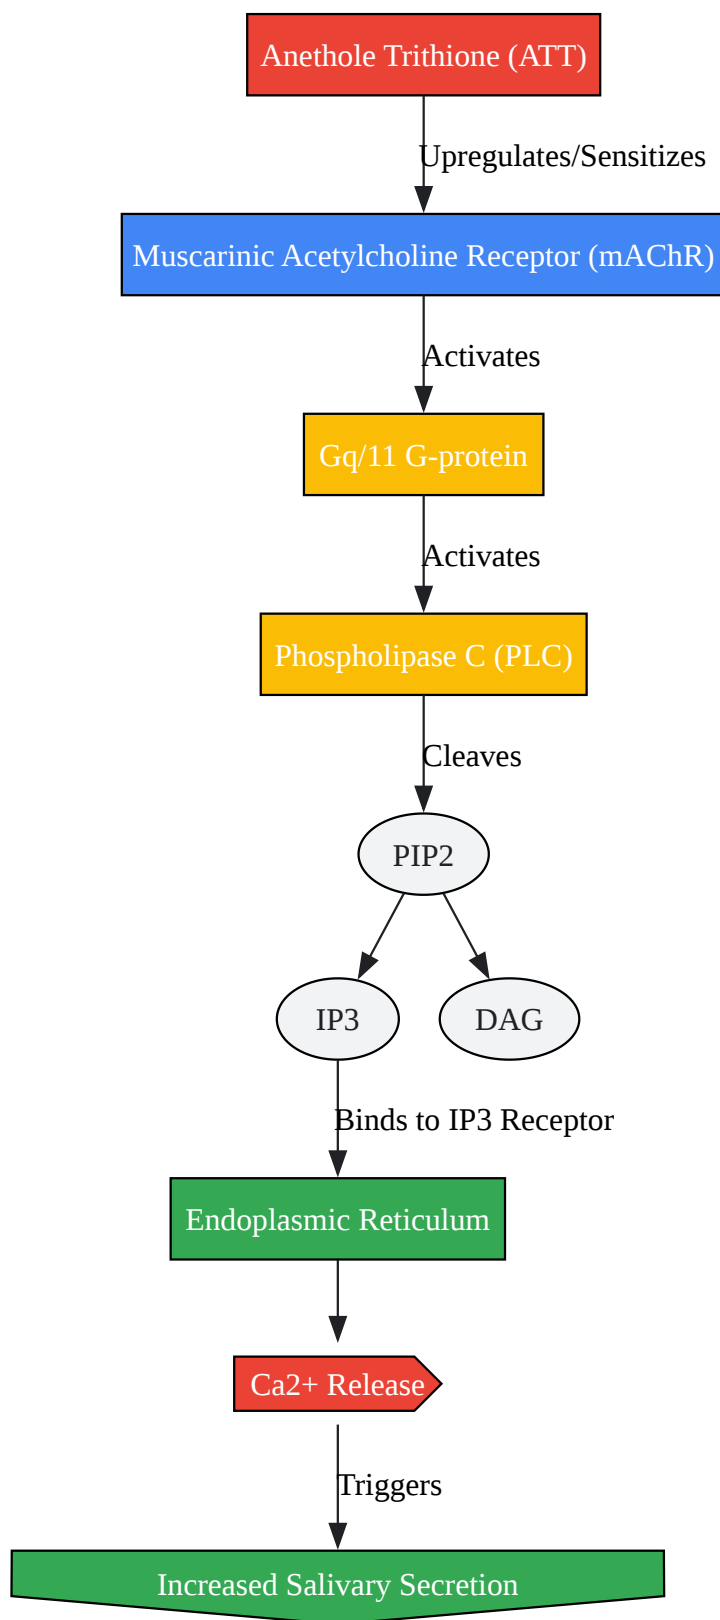 Anethole Trithione (ATT)
Upregulates/Sensitizes
Muscarinic Acetylcholine Receptor (mAChR)
Activates
Gq/11 G-protein
Activates
Phospholipase C (PLC)
Cleaves
PIP2
IP3
DAG
Binds to IP3 Receptor
Endoplasmic Reticulum
Ca2+ Release
Triggers
Increased Salivary Secretion